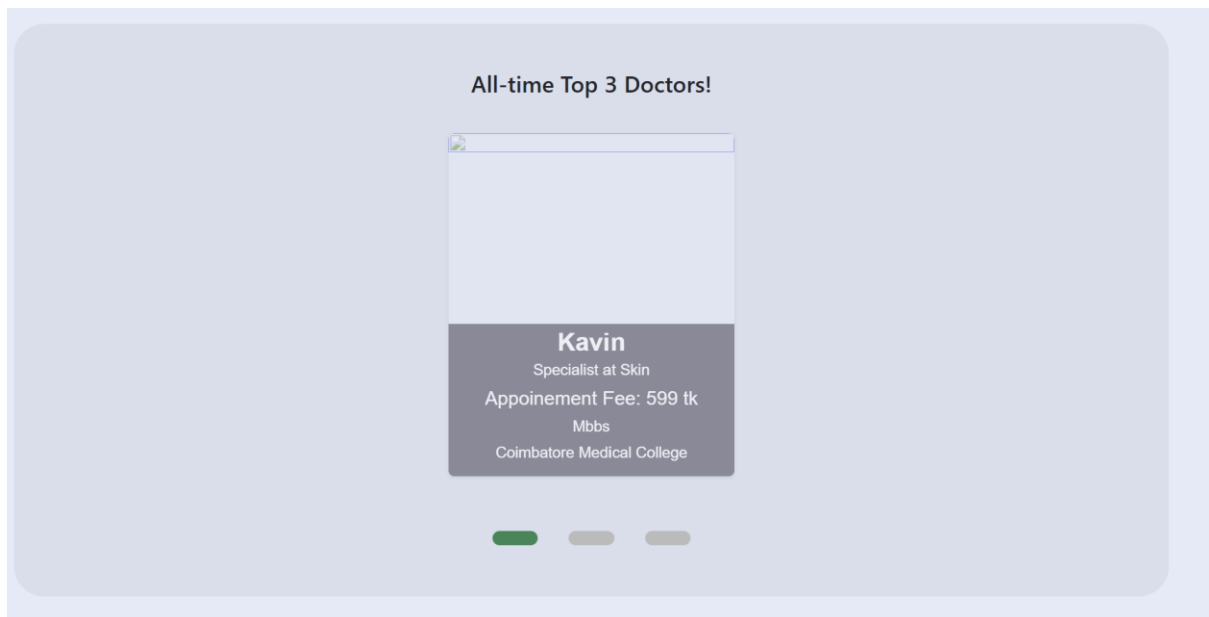 All-time Top 3 Doctors!
Kavin
Specialist at Skin
Appoinement Fee: 599 tk
Mbbs
Coimbatore Medical College